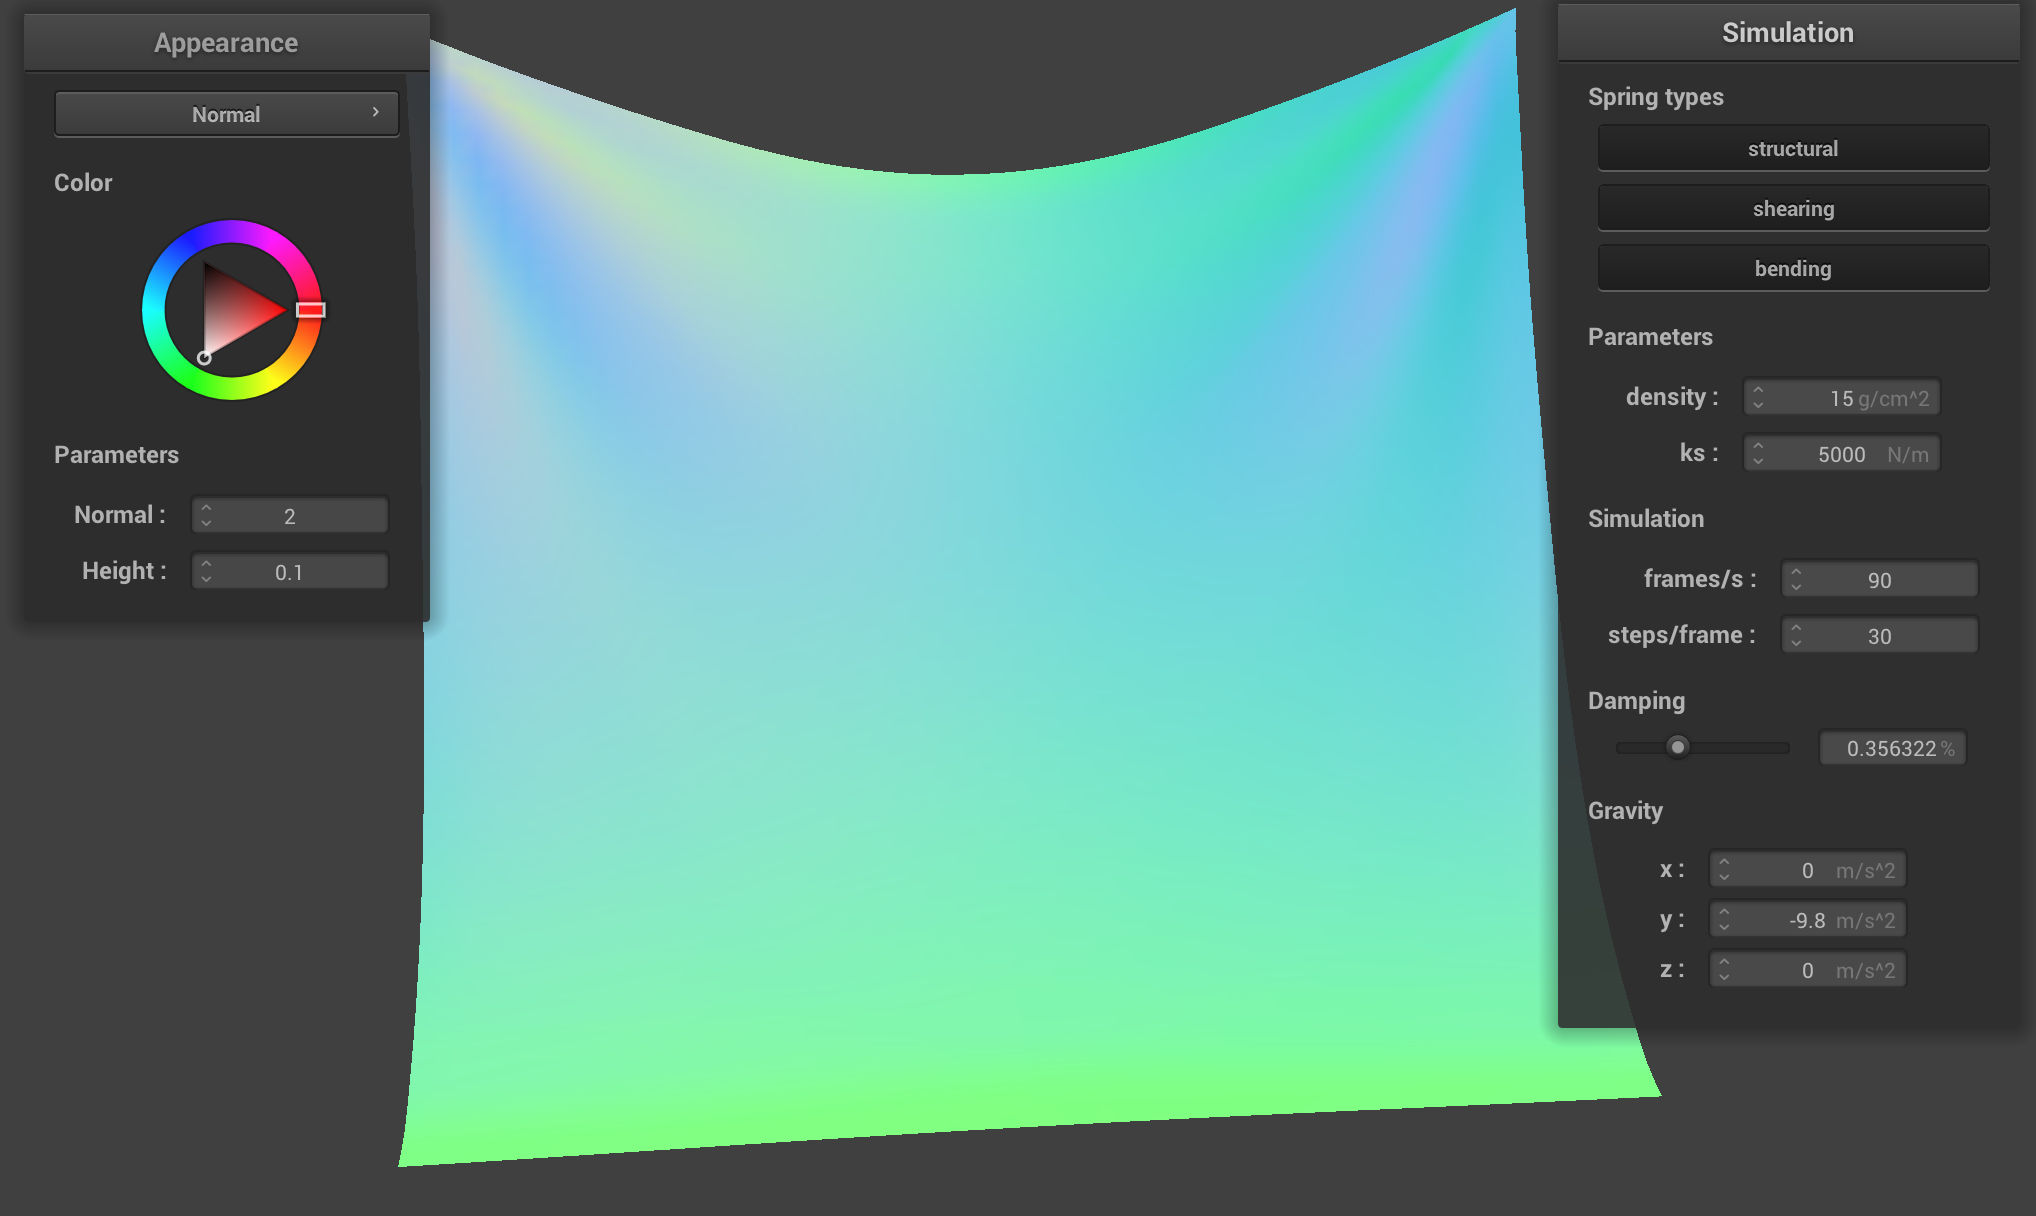 Appearance
Normal
Color
Parameters
Normal : 2
Height : 0.1
Simulation
Spring types
structural
shearing
bending
Parameters
density : 15 g/cm^2
ks : 5000 N/m
Simulation
frames/s : 90
steps/frame : 30
Damping
0.356322 %
Gravity
x : 0 m/s^2
y : -9.8 m/s^2
z : 0 m/s^2